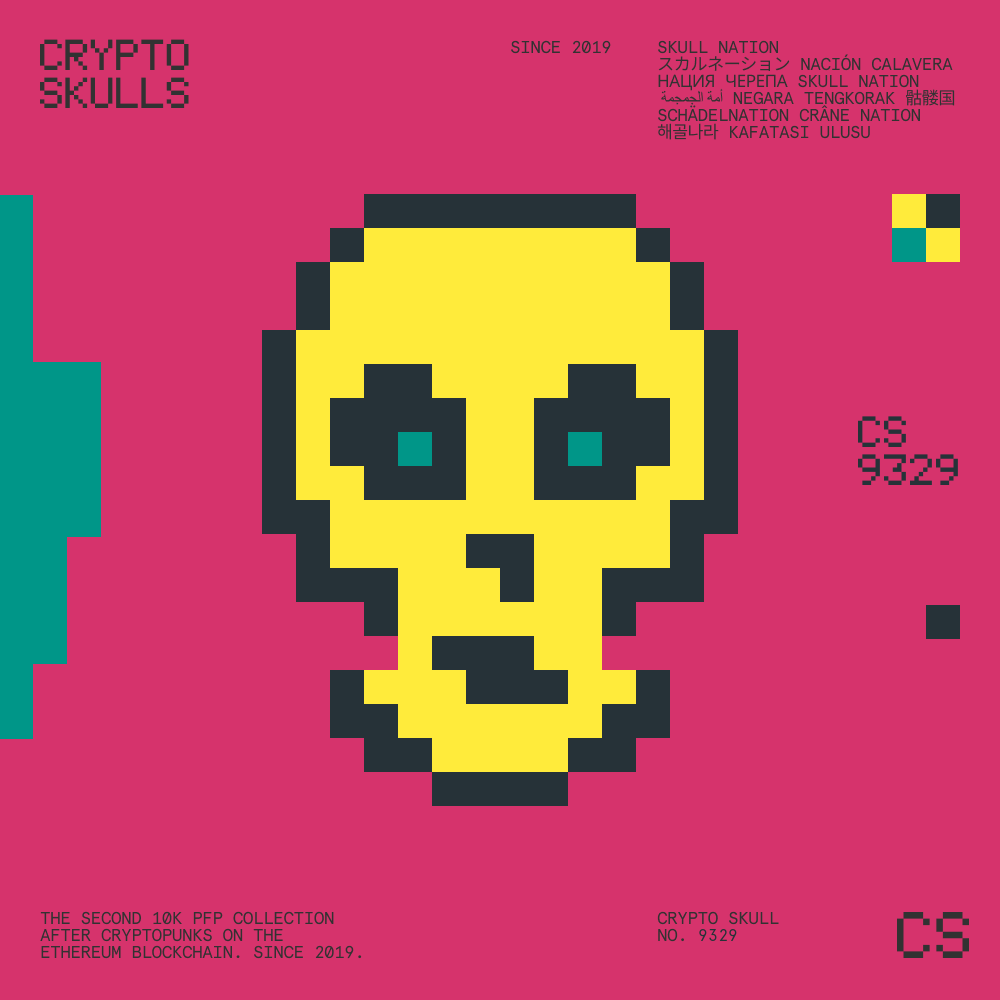 CRYPTO
SKULLS
SINCE 2019
SKULL NATION
スカルネーション NACIÓN CALAVERA
НАЦИЯ ЧЕРЕПА SKULL NATION
أمة الجمجمة NEGARA TENGKORAK 骷髅国
SCHÄDELNATION CRÂNE NATION
해골나라 KAFATASI ULUSU
CS
9329
THE SECOND 10K PFP COLLECTION
AFTER CRYPTOPUNKS ON THE
ETHEREUM BLOCKCHAIN. SINCE 2019.
CRYPTO SKULL
NO. 9329
CS